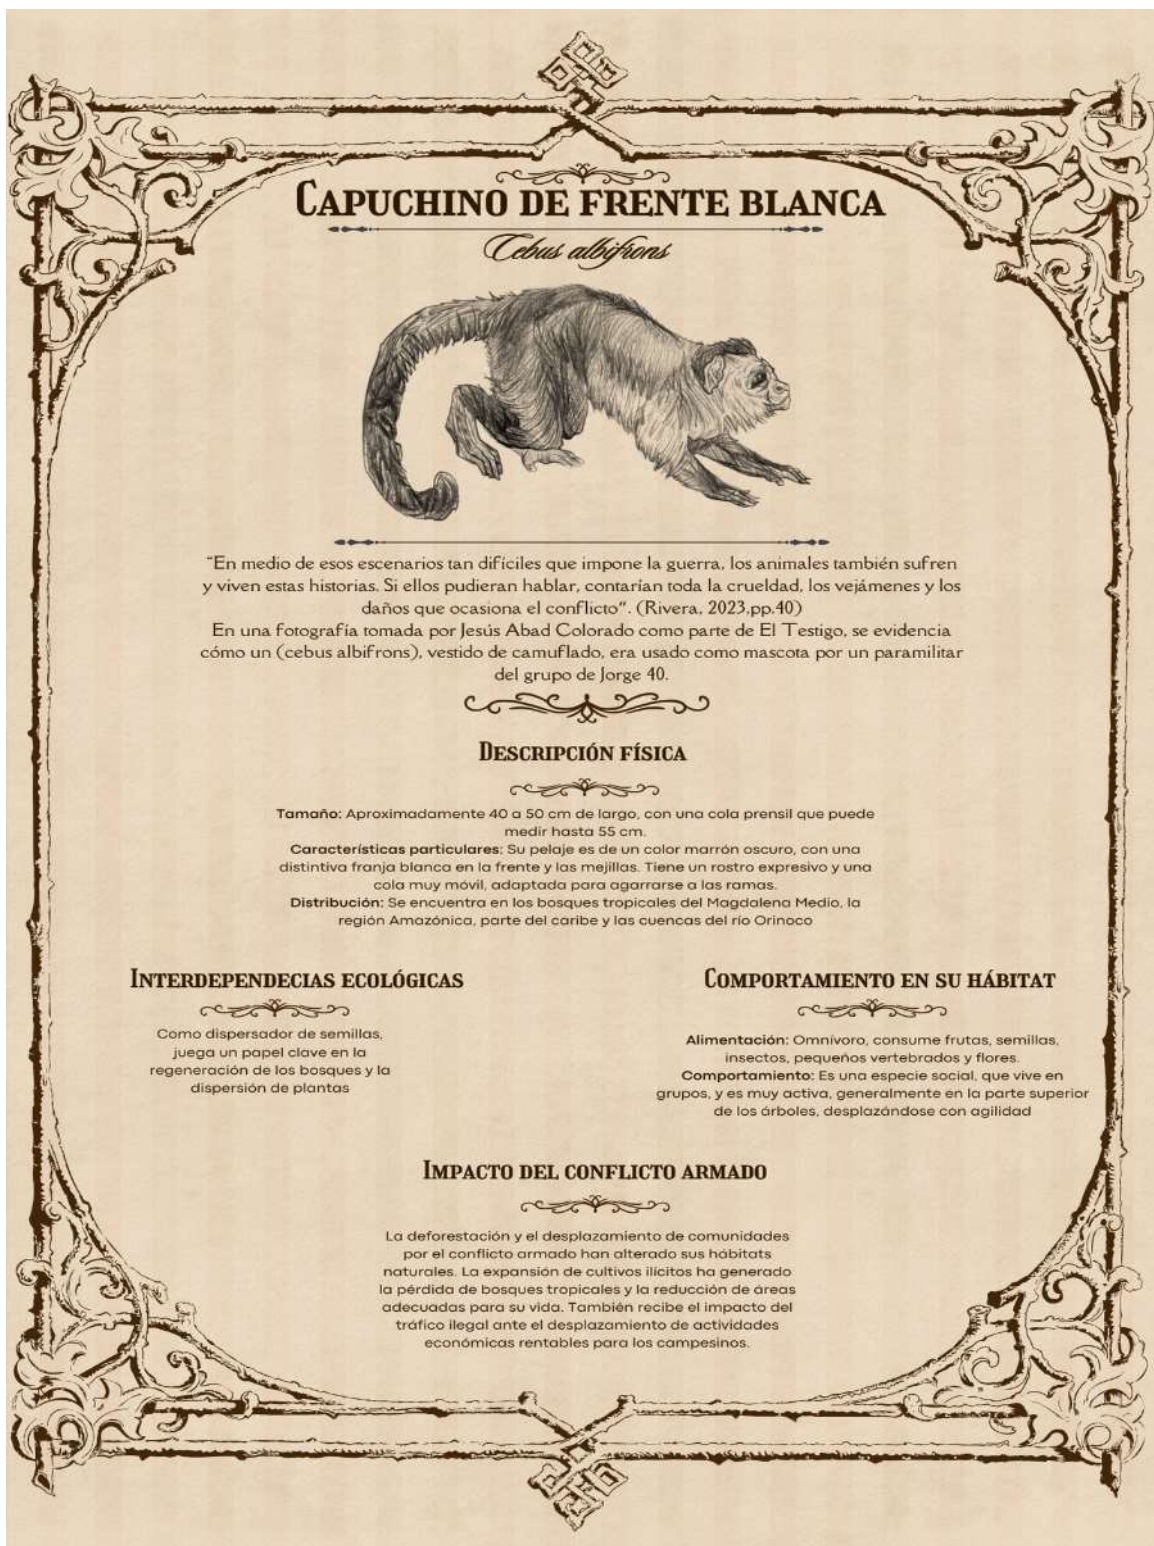 CAPUCHINO DE FRENTE BLANCA
Cebus albifrons
"En medio de esos escenarios tan difíciles que impone la guerra, los animales también sufren
y viven estas historias. Si ellos pudieran hablar, contarían toda la crueldad, los vejámenes y los
daños que ocasiona el conflicto". (Rivera, 2023,pp.40)
En una fotografía tomada por Jesús Abad Colorado como parte de El Testigo, se evidencia
cómo un (cebus albifrons), vestido de camuflado, era usado como mascota por un paramilitar
del grupo de Jorge 40.
DESCRIPCIÓN FÍSICA
Tamaño: Aproximadamente 40 a 50 cm de largo, con una cola prensil que puede
medir hasta 55 cm.
Características particulares: Su pelaje es de un color marrón oscuro, con una
distintiva franja blanca en la frente y las mejillas. Tiene un rostro expresivo y una
cola muy móvil, adaptada para agarrarse a las ramas.
Distribución: Se encuentra en los bosques tropicales del Magdalena Medio, la
región Amazónica, parte del caribe y las cuencas del río Orinoco
INTERDEPENDECIAS ECOLÓGICAS
Como dispersador de semillas,
juega un papel clave en la
regeneración de los bosques y la
dispersión de plantas
COMPORTAMIENTO EN SU HÁBITAT
Alimentación: Omnívoro, consume frutas, semillas,
insectos, pequeños vertebrados y flores.
Comportamiento: Es una especie social, que vive en
grupos, y es muy activa, generalmente en la parte superior
de los árboles, desplazándose con agilidad
IMPACTO DEL CONFLICTO ARMADO
La deforestación y el desplazamiento de comunidades
por el conflicto armado han alterado sus hábitats
naturales. La expansión de cultivos ilícitos ha generado
la pérdida de bosques tropicales y la reducción de áreas
adecuadas para su vida. También recibe el impacto del
tráfico ilegal ante el desplazamiento de actividades
económicas rentables para los campesinos.